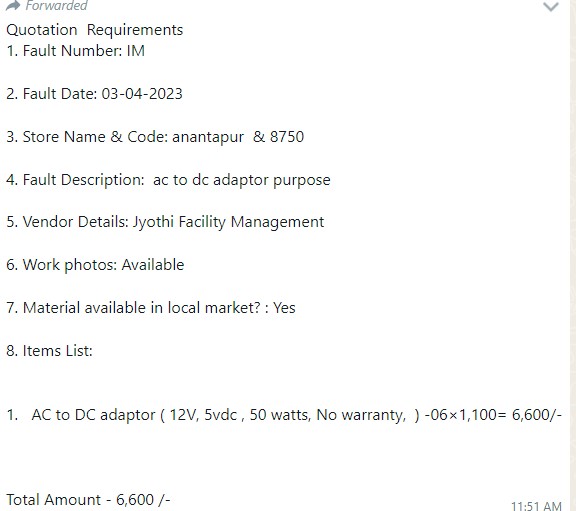 Forwarded
Quotation  Requirements
1. Fault Number: IM
2. Fault Date: 03-04-2023
3. Store Name & Code: anantapur  & 8750
4. Fault Description:  ac to dc adaptor purpose
5. Vendor Details: Jyothi Facility Management
6. Work photos: Available
7. Material available in local market? : Yes
8. Items List:
1.   AC to DC adaptor ( 12V, 5vdc , 50 watts, No warranty,  ) -06×1,100= 6,600/-
Total Amount - 6,600 /-
11:51 AM